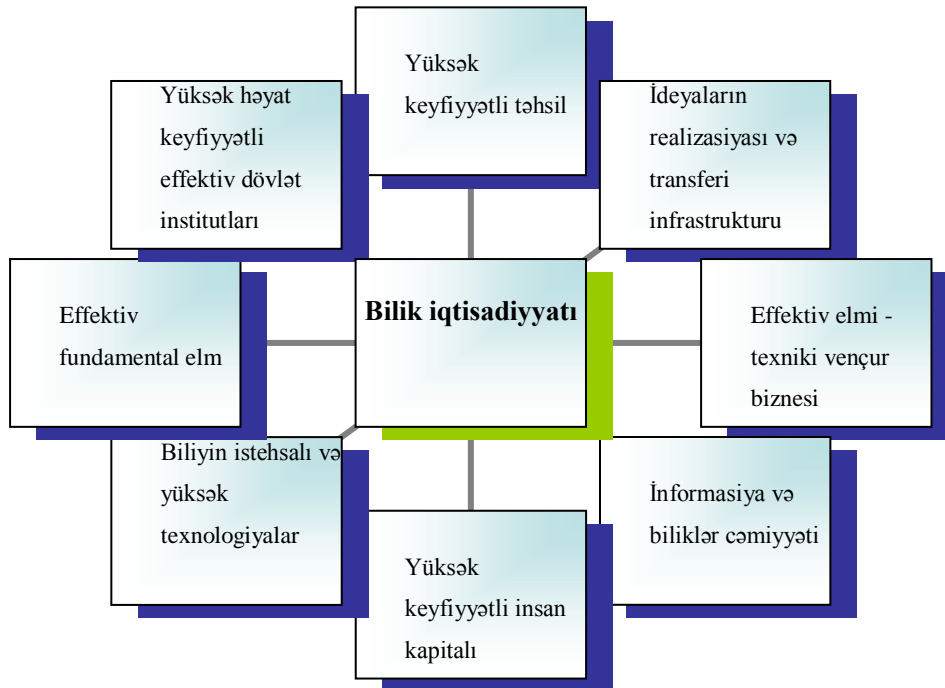 Yüksək
keyfiyyətli təhsil
Yüksək həyat
keyfiyyətli
effektiv dövlət
institutları
İdeyaların
realizasiyası və
transferi
infrastrukturu
Effektiv
fundamental elm
Bilik iqtisadiyyatı
Effektiv elmi -
texniki vençur
biznesi
Biliyin istehsalı və
yüksək
texnologiyalar
İnformasiya və
biliklər cəmiyyəti
Yüksək
keyfiyyətli insan
kapitalı